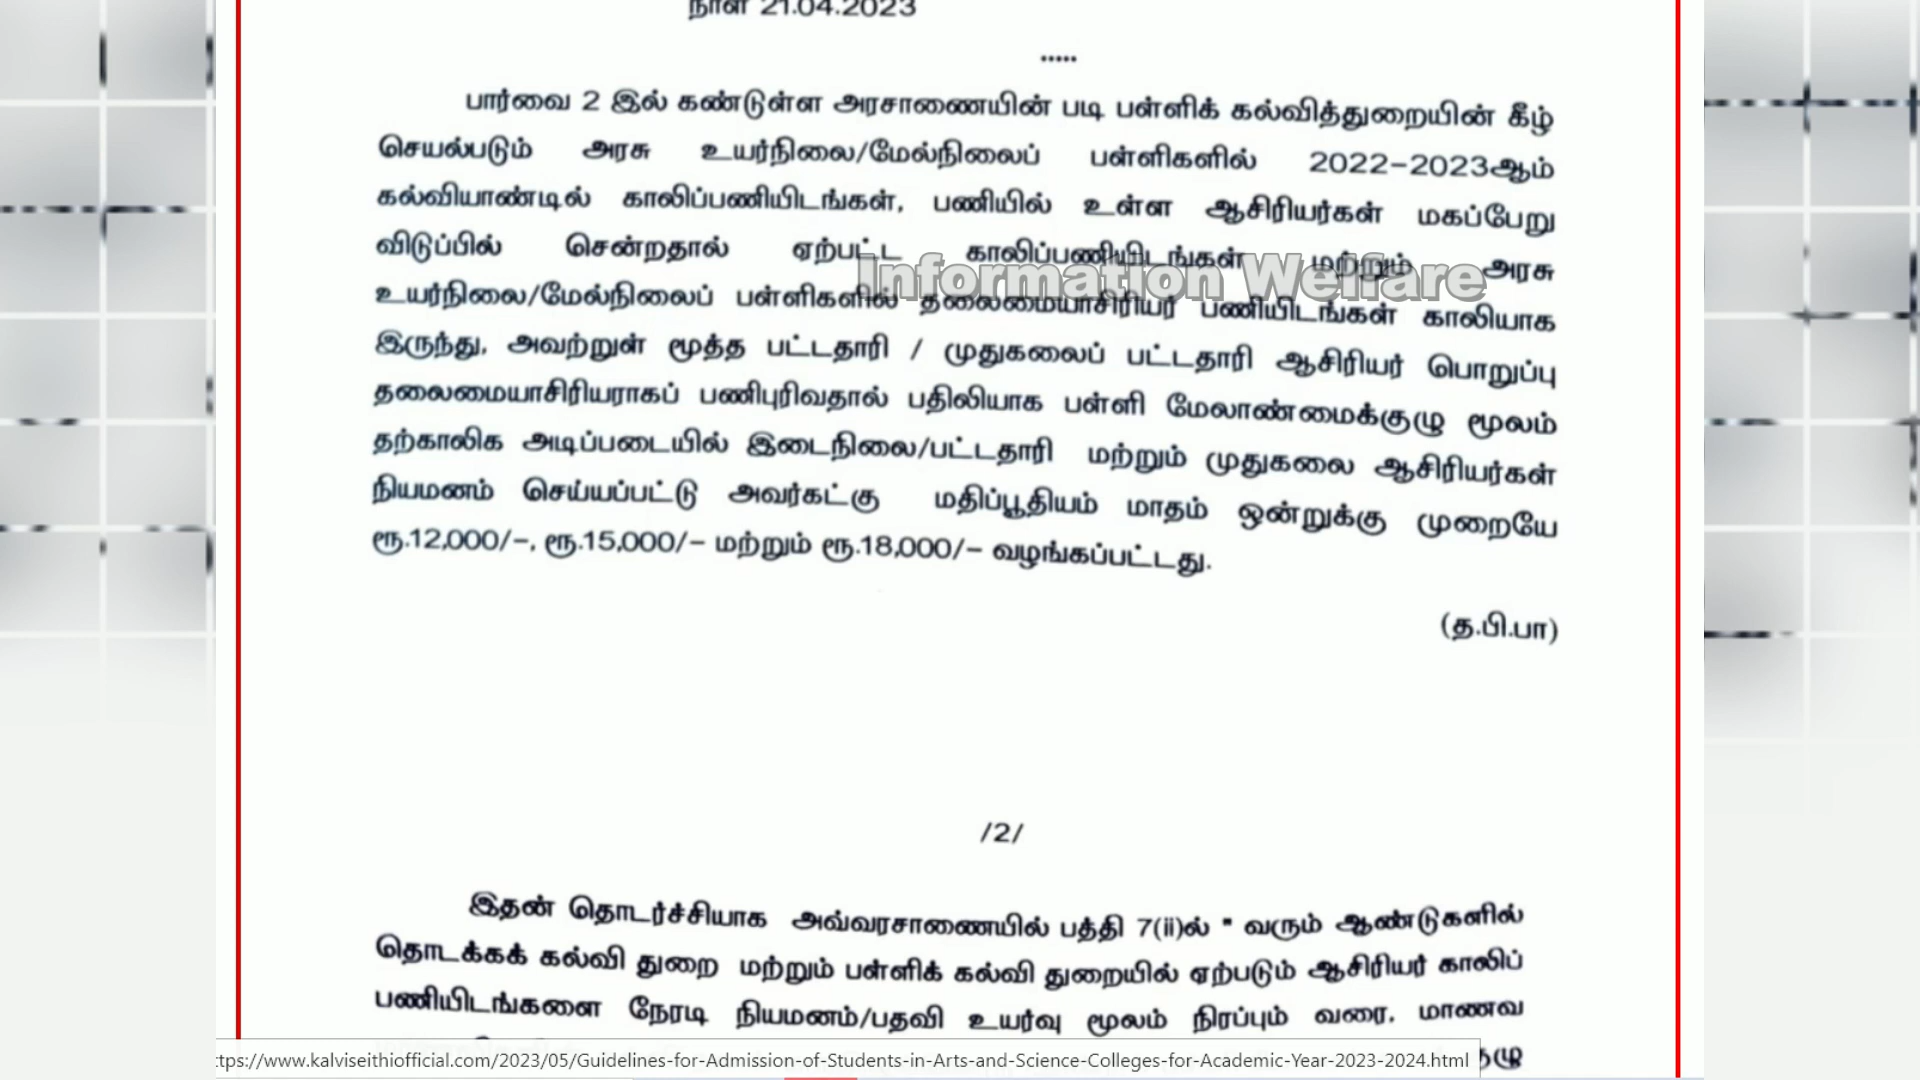 நாள் 21.04.2023
.....
பார்வை 2 இல் கண்டுள்ள அரசாணையின் படி பள்ளிக் கல்வித்துறையின் கீழ்
செயல்படும் அரசு உயர்நிலை/மேல்நிலைப் பள்ளிகளில் 2022-2023ஆம்
கல்வியாண்டில் காலிப்பணியிடங்கள், பணியில் உள்ள ஆசிரியர்கள் மகப்பேறு
விடுப்பில் சென்றதால் ஏற்பட்ட காலிப்பணியிடங்கள் மற்றும் அரசு
Information Welfare
உயர்நிலை/மேல்நிலைப் பள்ளிகளில் தலைமையாசிரியர் பணியிடங்கள் காலியாக
இருந்து, அவற்றுள் மூத்த பட்டதாரி / முதுகலைப் பட்டதாரி ஆசிரியர் பொறுப்பு
தலைமையாசிரியராகப் பணிபுரிவதால் பதிலியாக பள்ளி மேலாண்மைக்குழு மூலம்
தற்காலிக அடிப்படையில் இடைநிலை/பட்டதாரி மற்றும் முதுகலை ஆசிரியர்கள்
நியமனம் செய்யப்பட்டு அவர்கட்கு மதிப்பூதியம் மாதம் ஒன்றுக்கு முறையே
ரூ.12,000/-, ரூ.15,000/- மற்றும் ரூ.18,000/- வழங்கப்பட்டது.
(த.பி.பா)
/2/
இதன் தொடர்ச்சியாக அவ்வரசாணையில் பத்தி 7(ii)ல் " வரும் ஆண்டுகளில்
தொடக்கக் கல்வி துறை மற்றும் பள்ளிக் கல்வி துறையில் ஏற்படும் ஆசிரியர் காலிப்
பணியிடங்களை நேரடி நியமனம்/பதவி உயர்வு மூலம் நிரப்பும் வரை, மாணவ
ttps://www.kalviseithiofficial.com/2023/05/Guidelines-for-Admission-of-Students-in-Arts-and-Science-Colleges-for-Academic-Year-2023-2024.html